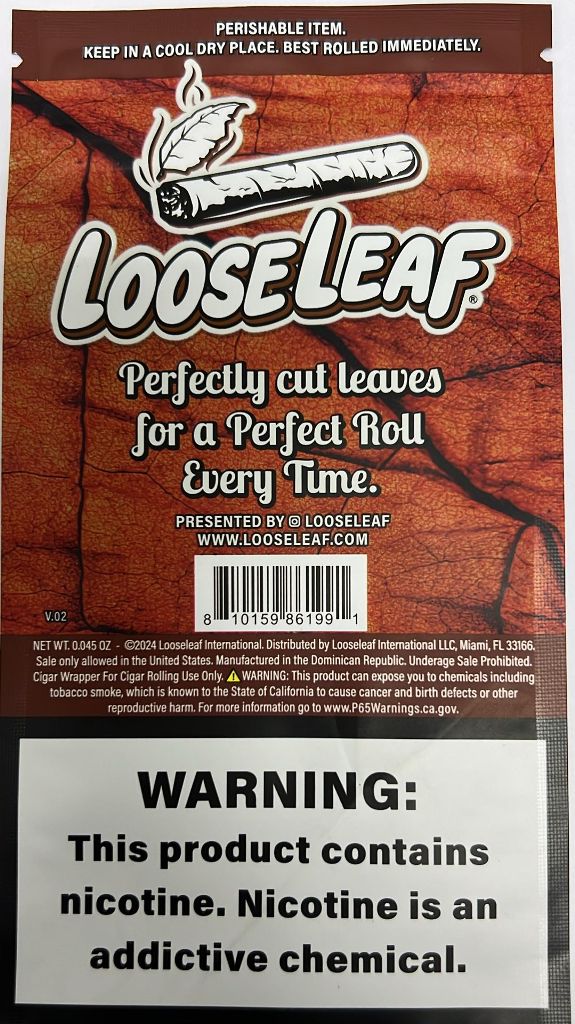 PERISHABLE ITEM.
KEEP IN A COOL DRY PLACE. BEST ROLLED IMMEDIATELY.
LOOSELEAF®
Perfectly cut leaves
for a Perfect Roll
Every Time.
PRESENTED BY LOOSELEAF
WWW.LOOSELEAF.COM
8 10159 86199 1
V.02
NET WT. 0.045 OZ - ©2024 Looseleaf International. Distributed by Looseleaf International LLC, Miami, FL 33166.
Sale only allowed in the United States. Manufactured in the Dominican Republic. Underage Sale Prohibited.
Cigar Wrapper For Cigar Rolling Use Only. ⚠ WARNING: This product can expose you to chemicals including
tobacco smoke, which is known to the State of California to cause cancer and birth defects or other
reproductive harm. For more information go to www.P65Warnings.ca.gov.
WARNING:
This product contains
nicotine. Nicotine is an
addictive chemical.